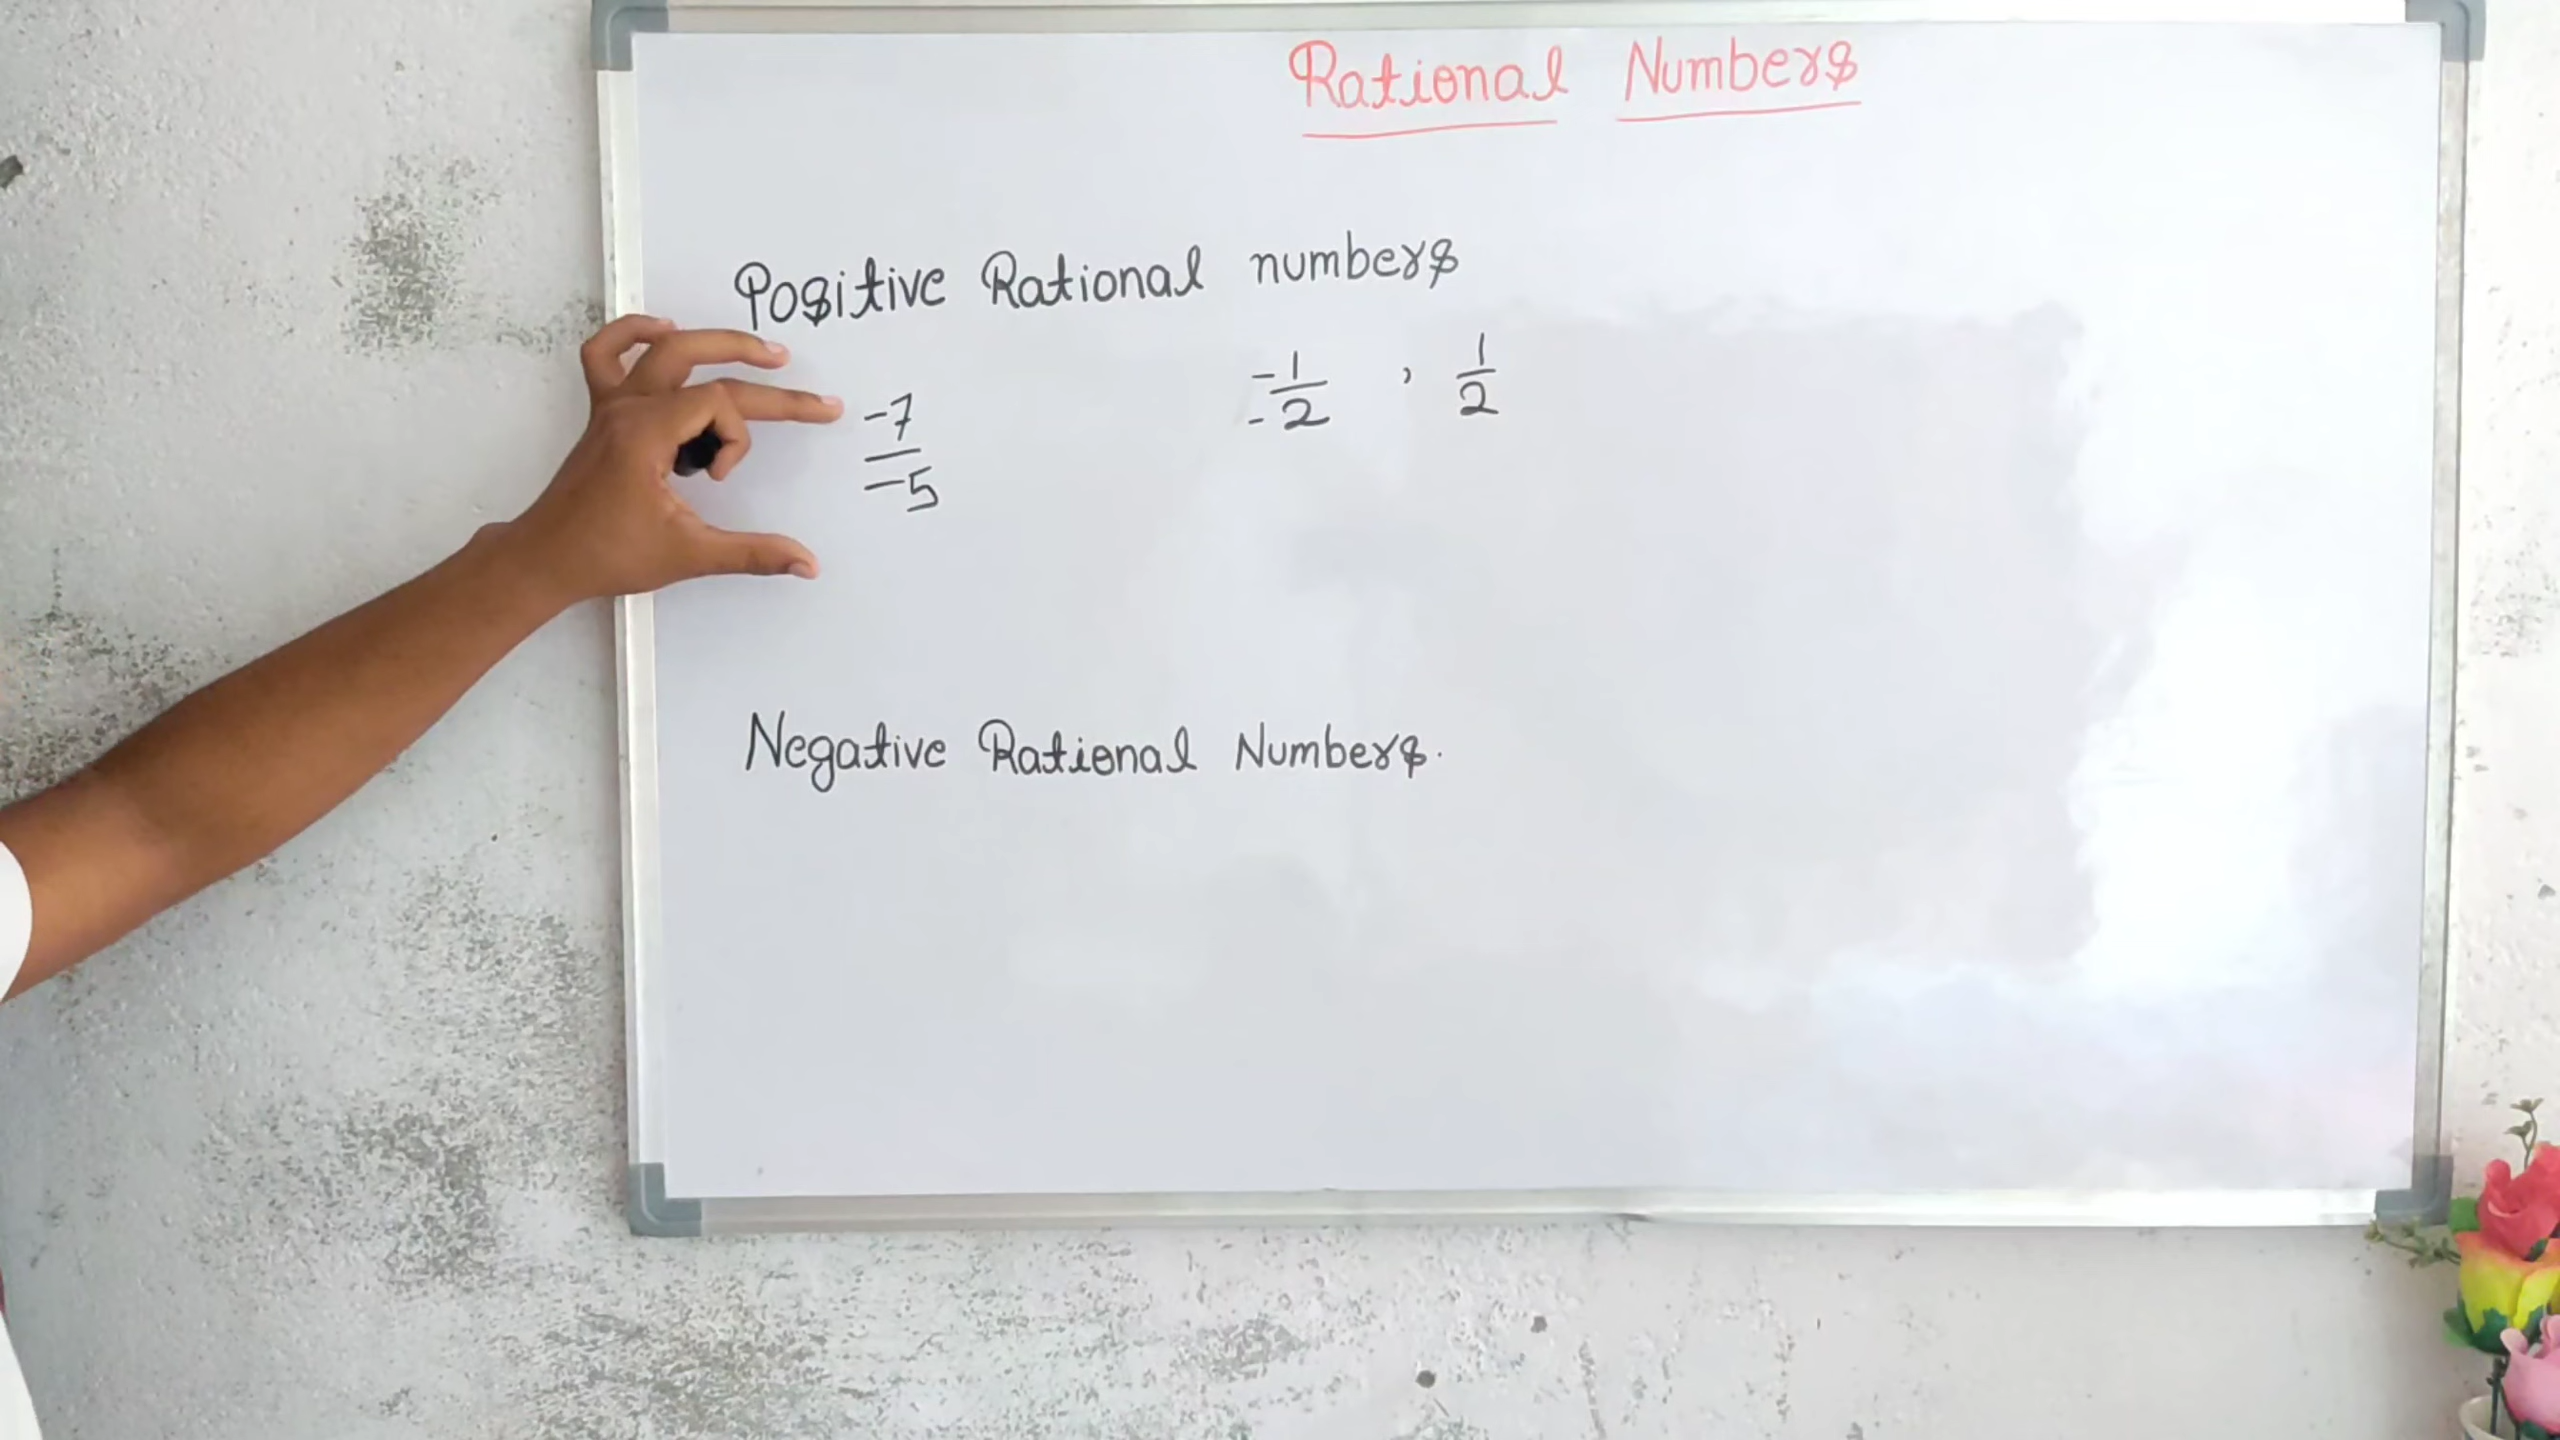 Rational Numbers
Positive Rational numbers
-7/-5 -1/-2 , 1/2
Negative Rational Numbers.